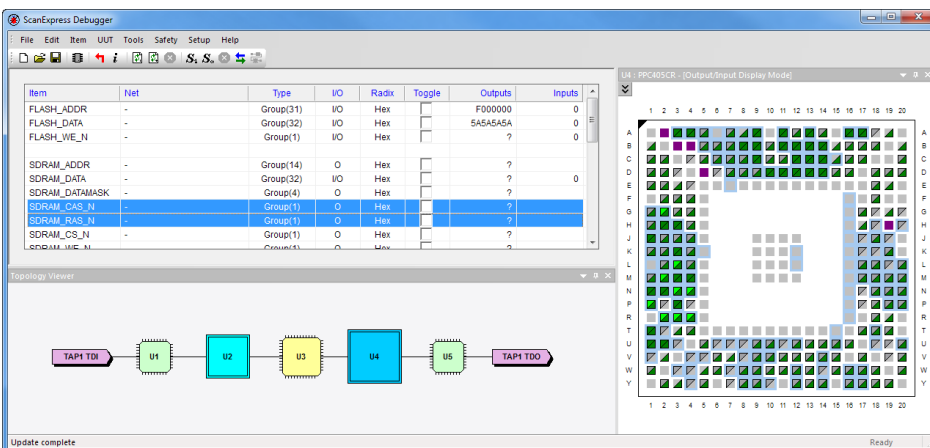 ScanExpress Debugger
File Edit Item UUT Tools Safety Setup Help
U4 : PPC405CR - [Output/Input Display Mode]
Item Net Type I/O Radix Toggle Outputs Inputs
FLASH_ADDR - Group(31) I/O Hex F000000 0
FLASH_DATA - Group(32) I/O Hex 5A5A5A5A 0
FLASH_WE_N - Group(1) I/O Hex ? 0
SDRAM_ADDR - Group(14) O Hex ?
SDRAM_DATA - Group(32) I/O Hex ? 0
SDRAM_DATAMASK - Group(4) O Hex ?
SDRAM_CAS_N - Group(1) O Hex ?
SDRAM_RAS_N - Group(1) O Hex ?
SDRAM_CS_N - Group(1) O Hex ?
SDRAM_WE_N - Group(1) O Hex ?
Topology Viewer
TAP1 TDI U1 U2 U3 U4 U5 TAP1 TDO
1 2 3 4 5 6 7 8 9 10 11 12 13 14 15 16 17 18 19 20
A A
B B
C C
D D
E E
F F
G G
H H
J J
K K
L L
M M
N N
P P
R R
T T
U U
V V
W W
Y Y
1 2 3 4 5 6 7 8 9 10 11 12 13 14 15 16 17 18 19 20
Update complete Ready